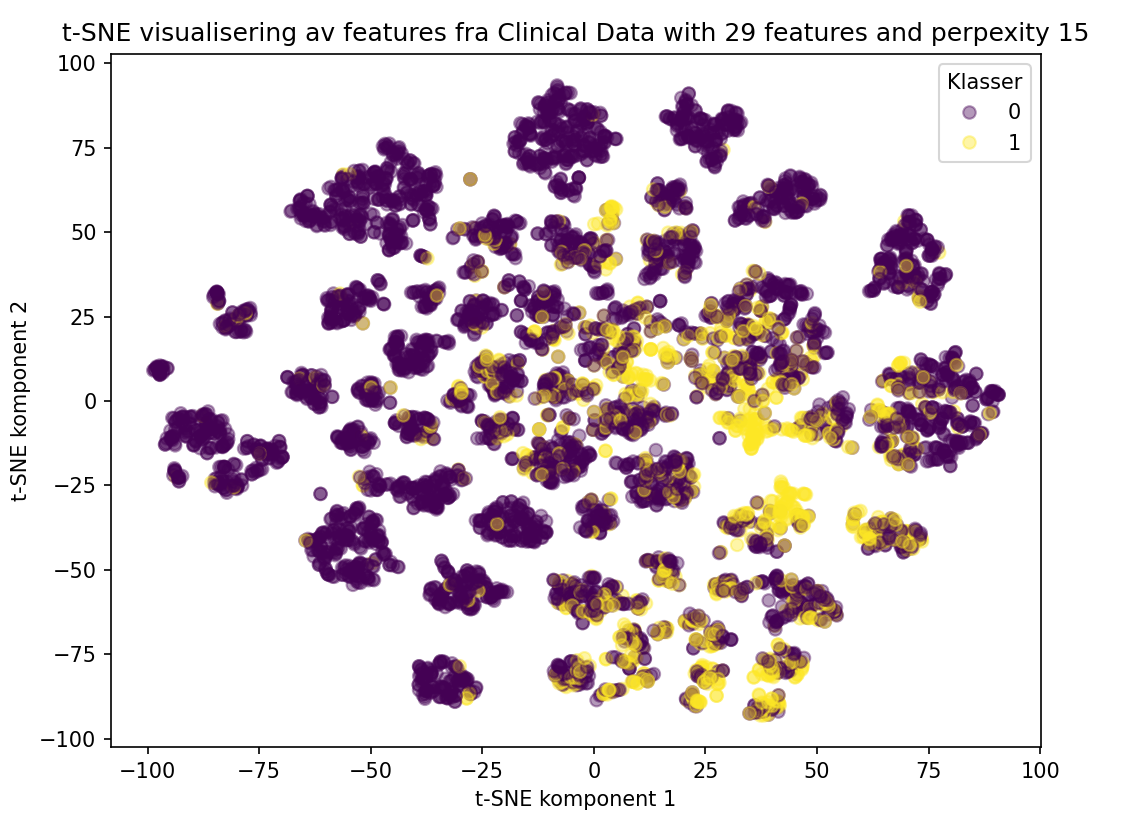 t-SNE visualisering av features fra Clinical Data with 29 features and perpexity 15
100
75
50
25
0
−25
−50
−75
−100
t-SNE komponent 2
Klasser
0
1
−100 −75 −50 −25 0 25 50 75 100
t-SNE komponent 1